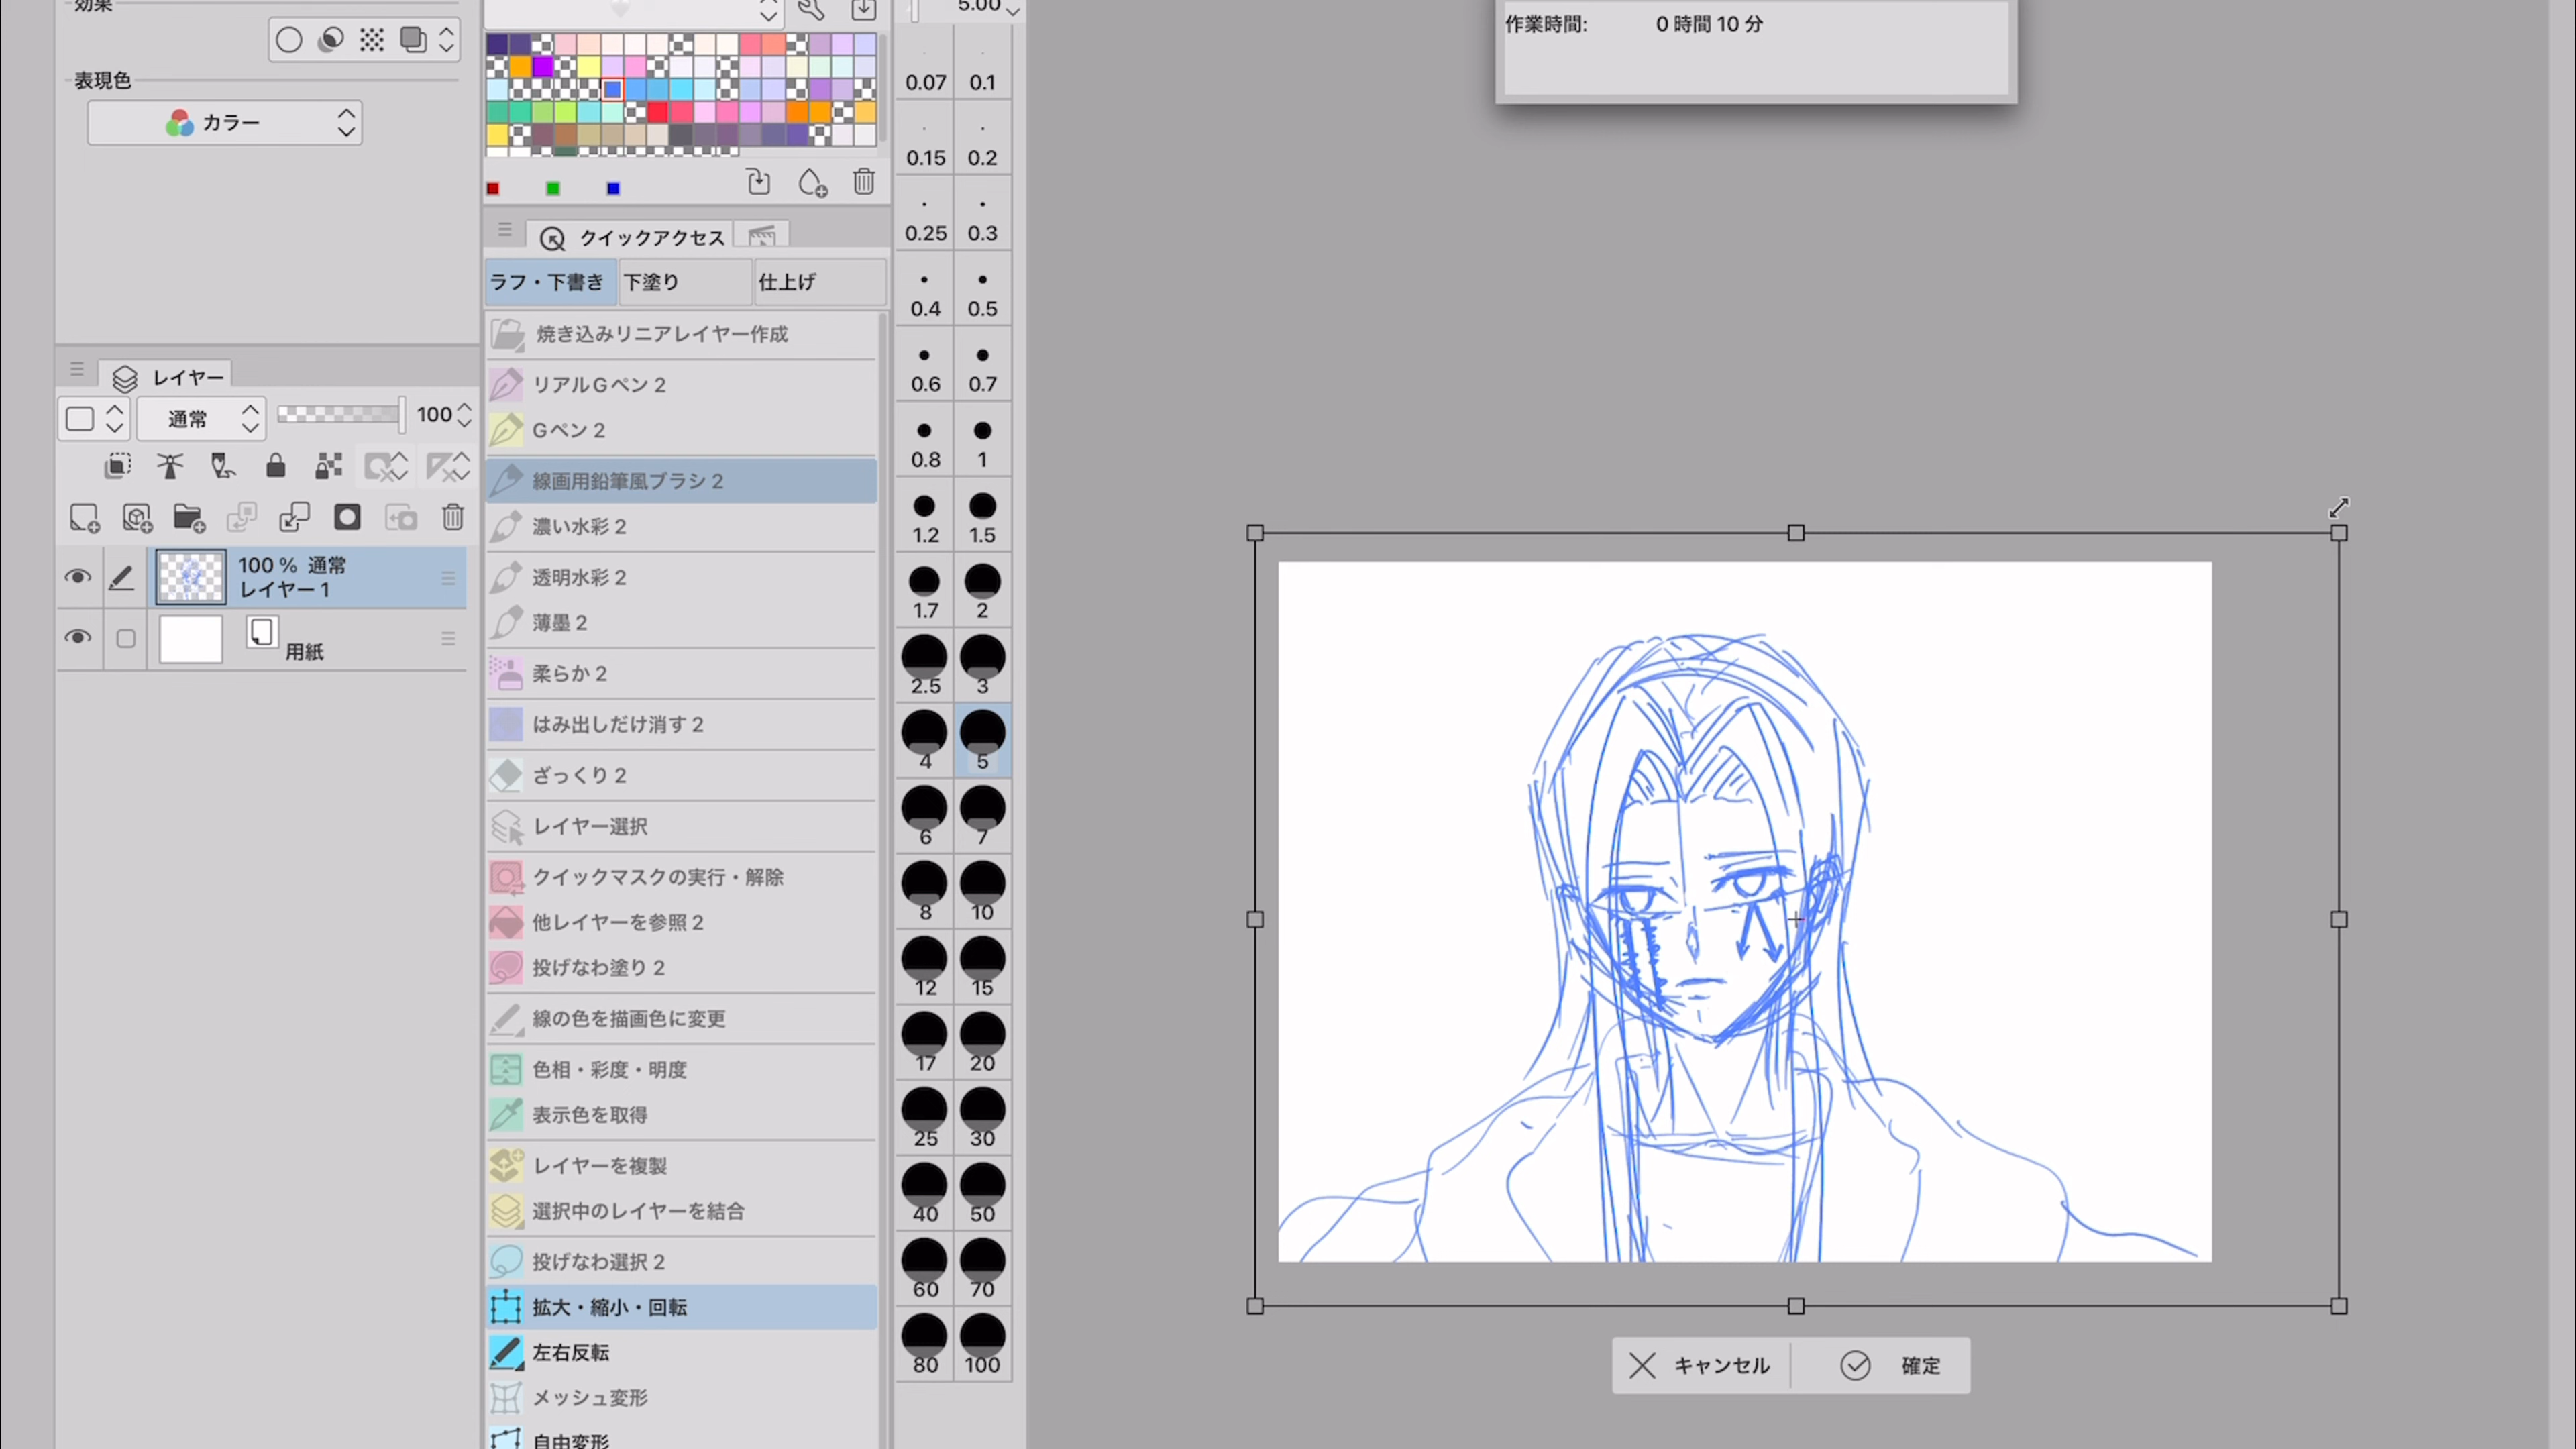 効果
表現色
カラー
レイヤー
通常
100
100 % 通常
レイヤー 1
用紙
クイックアクセス
ラフ・下書き
下塗り
仕上げ
焼き込みリニアレイヤー作成
リアルGペン 2
Gペン 2
線画用鉛筆風ブラシ 2
濃い水彩 2
透明水彩 2
薄墨 2
柔らか 2
はみ出しだけ消す 2
ざっくり 2
レイヤー選択
クイックマスクの実行・解除
他レイヤーを参照 2
投げなわ塗り 2
線の色を描画色に変更
色相・彩度・明度
表示色を取得
レイヤーを複製
選択中のレイヤーを結合
投げなわ選択 2
拡大・縮小・回転
左右反転
メッシュ変形
自由変形
5.00
0.07 0.1
0.15 0.2
0.25 0.3
0.4 0.5
0.6 0.7
0.8 1
1.2 1.5
1.7 2
2.5 3
4 5
6 7
8 10
12 15
17 20
25 30
40 50
60 70
80 100
作業時間: 0 時間 10 分
キャンセル
確定